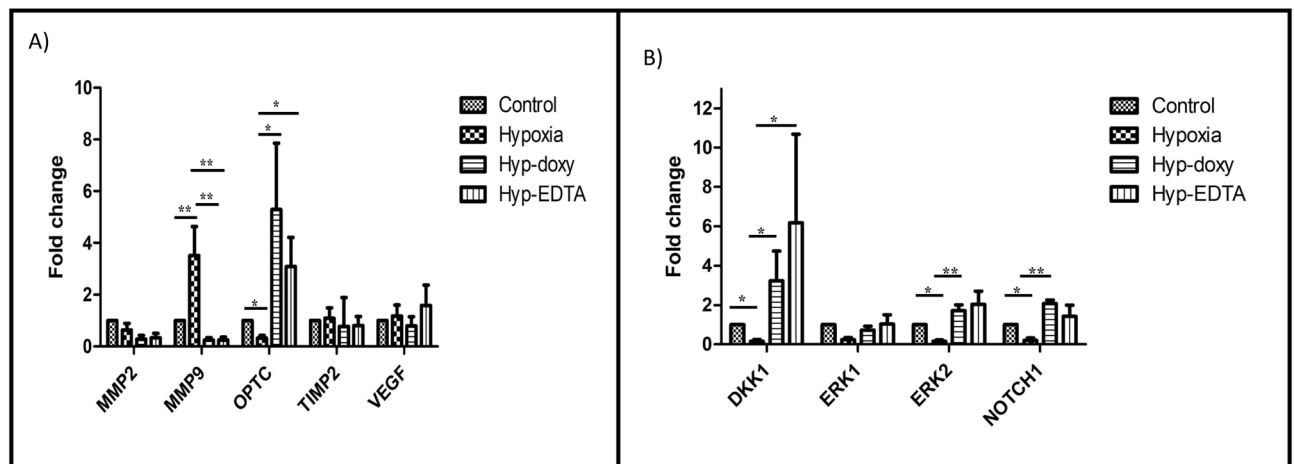 A)
Fold change
10
8
6
4
2
0
** ** ** * * *
MMP2 MMP9 OPTC TIMP2 VEGF
Control
Hypoxia
Hyp-doxy
Hyp-EDTA
B)
Fold change
12
10
8
6
4
2
0
* * * * ** * **
DKK1 ERK1 ERK2 NOTCH1
Control
Hypoxia
Hyp-doxy
Hyp-EDTA